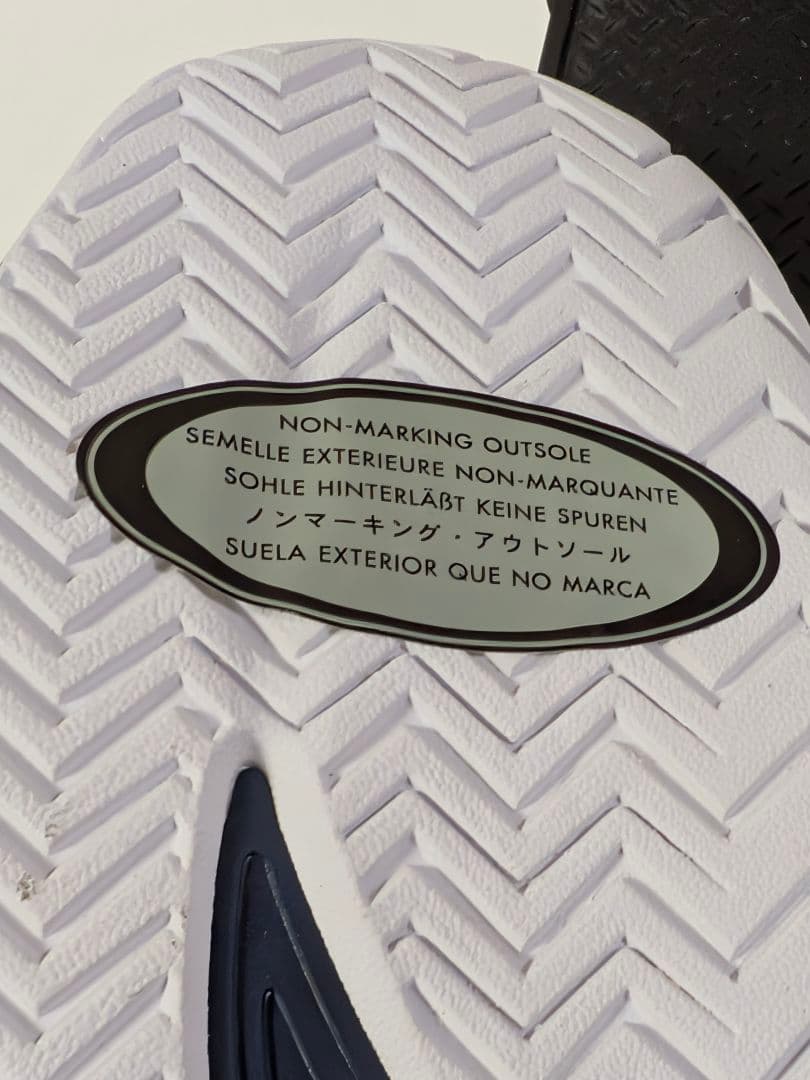 NON-MARKING OUTSOLE
SEMELLE EXTERIEURE NON-MARQUANTE
SOHLE HINTERLÄßT KEINE SPUREN
ノンマーキング・アウトソール
SUELA EXTERIOR QUE NO MARCA